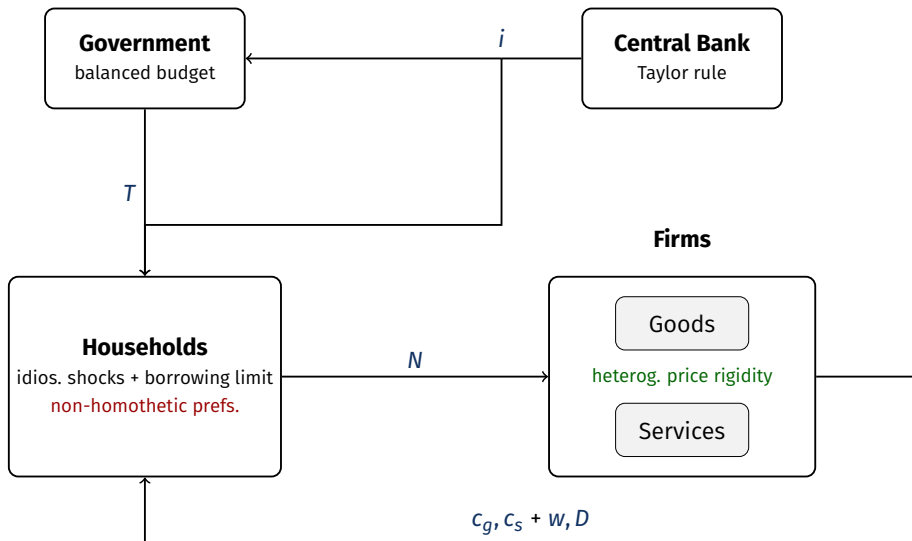 Government
balanced budget
i
Central Bank
Taylor rule
T
Firms
Households
idios. shocks + borrowing limit
non-homothetic prefs.
N
Goods
heterog. price rigidity
Services
c_g, c_s + w, D